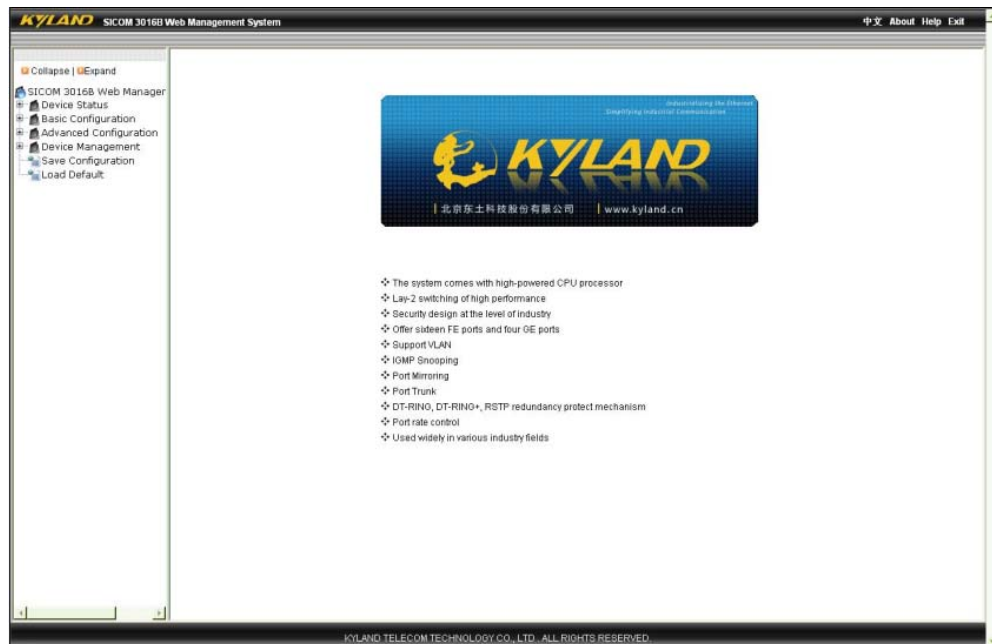 KYLAND SICOM 3016B Web Management System
中文 About Help Exit
Collapse | Expand
SICOM 3016B Web Manager
Device Status
Basic Configuration
Advanced Configuration
Device Management
Save Configuration
Load Default
Industrialising the Ethernet
Simplifying Industrial Communication
KYLAND
北京东土科技股份有限公司 | www.kyland.cn
The system comes with high-powered CPU processor
Lay-2 switching of high performance
Security design at the level of industry
Offer sixteen FE ports and four GE ports
Support VLAN
IGMP Snooping
Port Mirroring
Port Trunk
DT-RING, DT-RING+, RSTP redundancy protect mechanism
Port rate control
Used widely in various industry fields
KYLAND TELECOM TECHNOLOGY CO., LTD . ALL RIGHTS RESERVED.